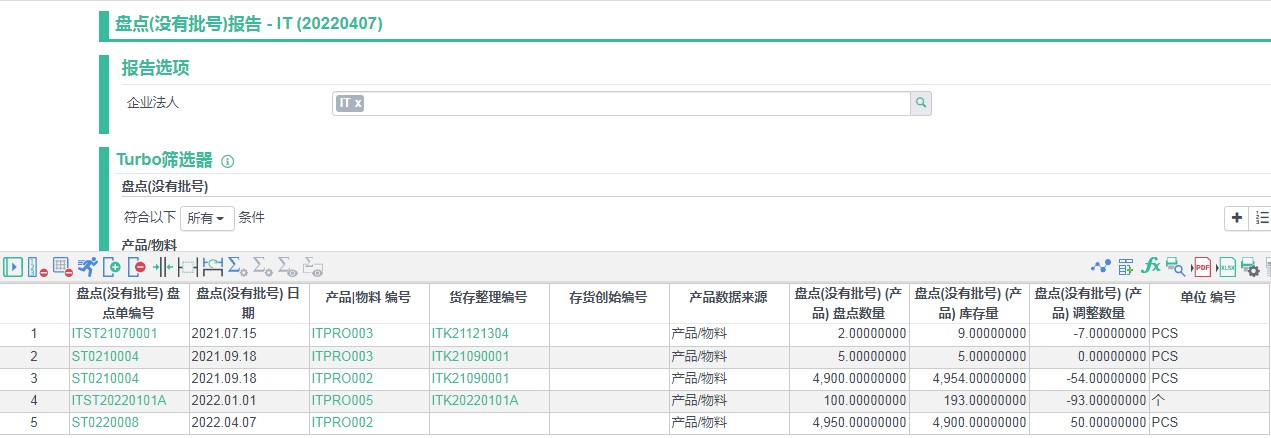 盘点(没有批号)报告 - IT (20220407)
报告选项
企业法人 IT x
Turbo筛选器
盘点(没有批号)
符合以下 所有 条件
产品/物料
盘点(没有批号) 盘点单编号 盘点(没有批号) 日期 产品|物料 编号 货存整理编号 存货创始编号 产品数据来源 盘点(没有批号) (产品) 盘点数量 盘点(没有批号) (产品) 库存量 盘点(没有批号) (产品) 调整数量 单位 编号
1 ITST21070001 2021.07.15 ITPRO003 ITK21121304 产品/物料 2.00000000 9.00000000 -7.00000000 PCS
2 ST0210004 2021.09.18 ITPRO003 ITK21090001 产品/物料 5.00000000 5.00000000 0.00000000 PCS
3 ST0210004 2021.09.18 ITPRO002 ITK21090001 产品/物料 4,900.00000000 4,954.00000000 -54.00000000 PCS
4 ITST20220101A 2022.01.01 ITPRO005 ITK20220101A 产品/物料 100.00000000 193.00000000 -93.00000000 个
5 ST0220008 2022.04.07 ITPRO002 产品/物料 4,950.00000000 4,900.00000000 50.00000000 PCS